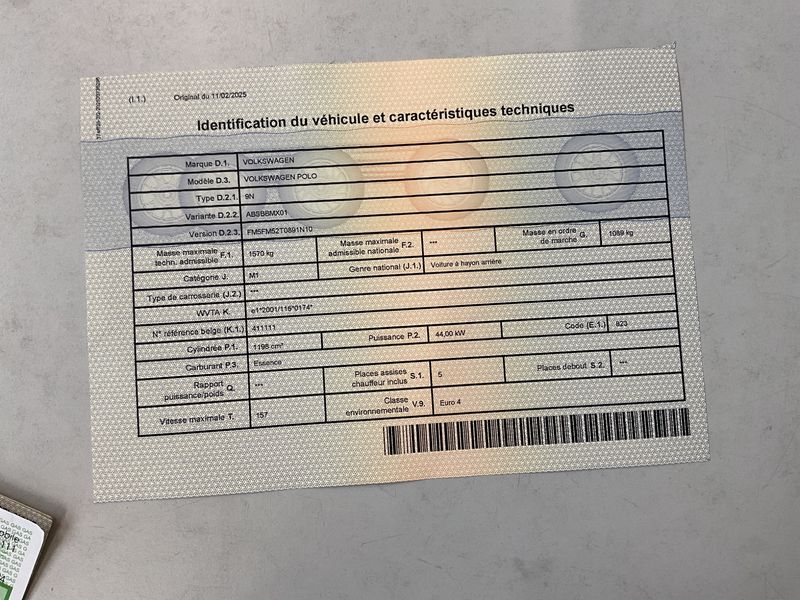 (I.1.) Original du 11/02/2025
Identification du véhicule et caractéristiques techniques
Marque D.1. VOLKSWAGEN
Modèle D.3. VOLKSWAGEN POLO
Type D.2.1. 9N
Variante D.2.2. ABSBBMX01
Version D.2.3. FM5FM52T0891N10
Masse maximale techn. admissible F.1. 1570 kg Masse maximale admissible nationale F.2. --- Masse en ordre de marche G. 1089 kg
Catégorie J. M1 Genre national (J.1.) Voiture à hayon arrière
Type de carrosserie (J.2.) ---
WVTA K. e1*2001/116*0174*
N° référence belge (K.1.) 411111
Cylindrée P.1. 1198 cm³ Puissance P.2. 44,00 kW Code (E.1.) 823
Carburant P.3. Essence
Rapport puissance/poids Q. --- Places assises chauffeur inclus S.1. 5 Places debout S.2. ---
Vitesse maximale T. 157 Classe environnementale V.9. Euro 4
GAS GAS GAS